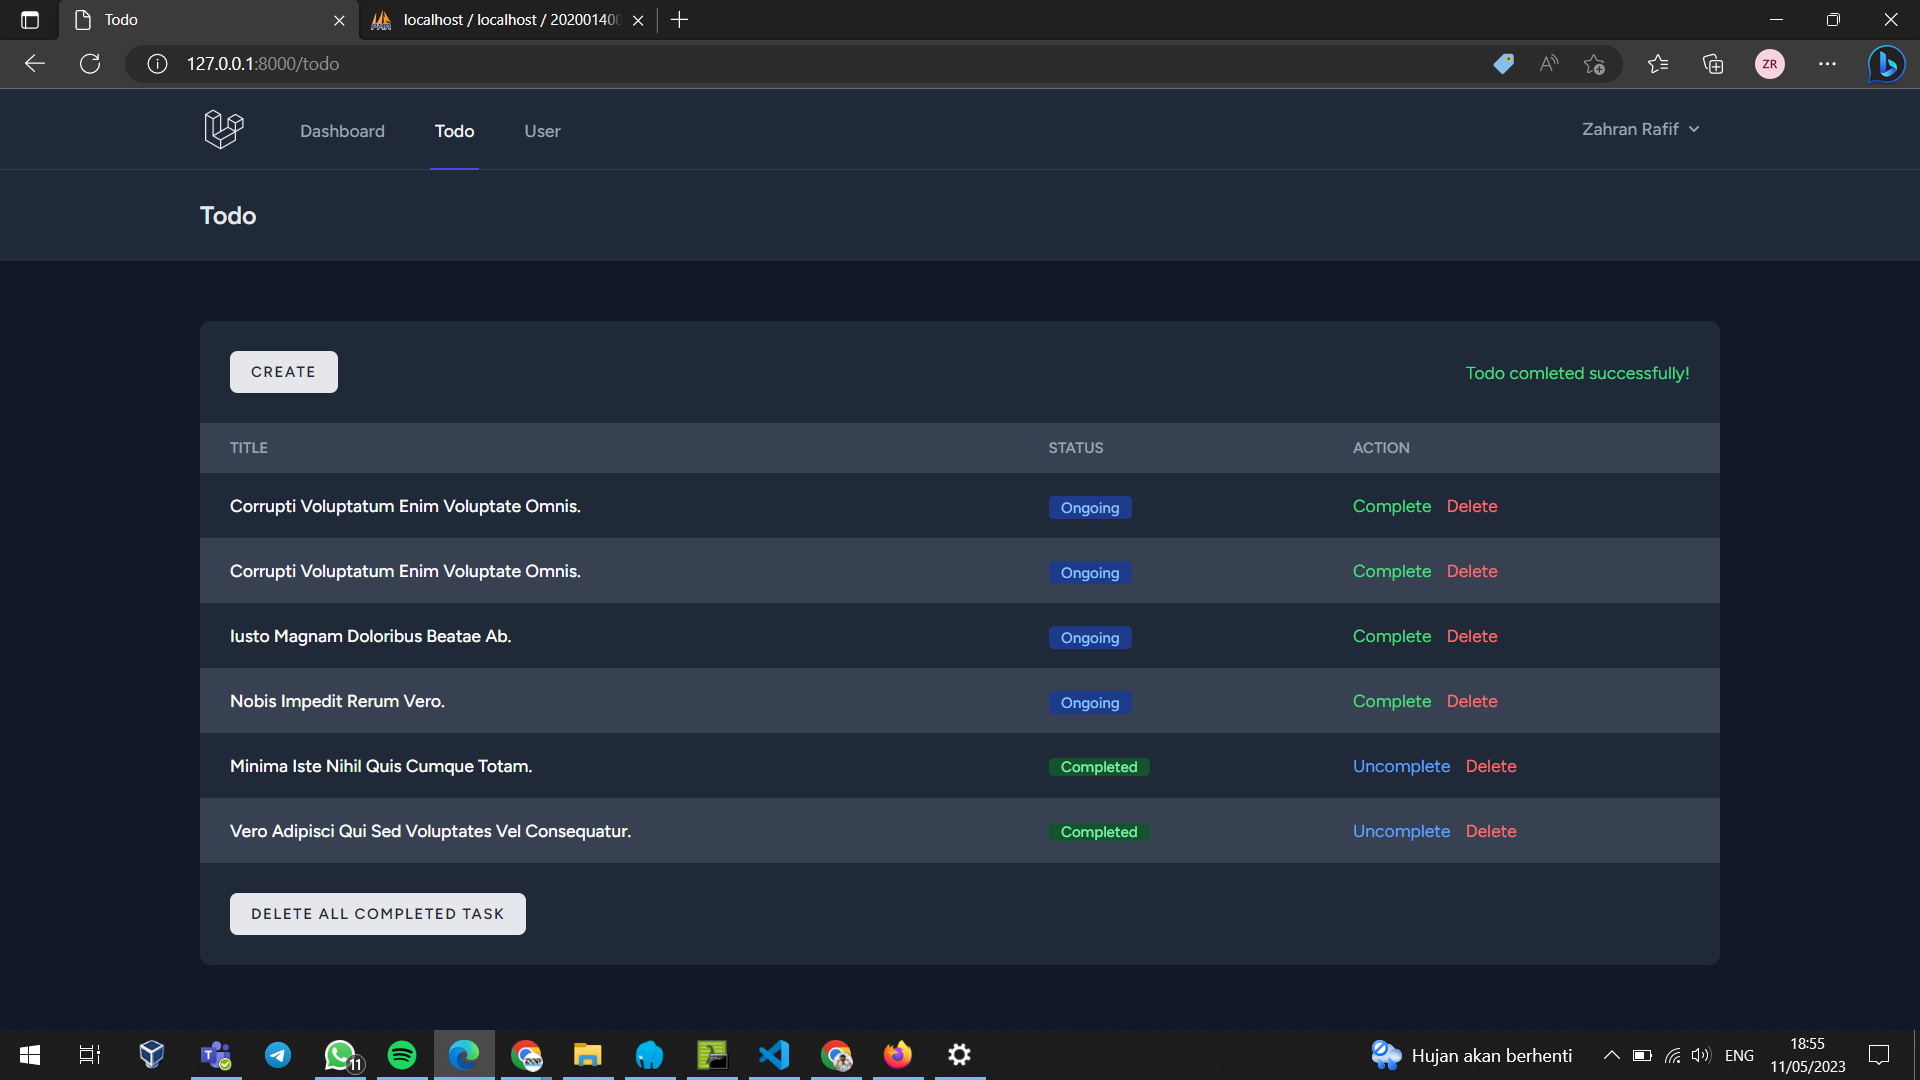 Todo
localhost / localhost / 20200140
127.0.0.1:8000/todo
ZR
Dashboard
Todo
User
Zahran Rafif
Todo
CREATE
Todo comleted successfully!
TITLE STATUS ACTION
Corrupti Voluptatum Enim Voluptate Omnis. Ongoing Complete Delete
Corrupti Voluptatum Enim Voluptate Omnis. Ongoing Complete Delete
Iusto Magnam Doloribus Beatae Ab. Ongoing Complete Delete
Nobis Impedit Rerum Vero. Ongoing Complete Delete
Minima Iste Nihil Quis Cumque Totam. Completed Uncomplete Delete
Vero Adipisci Qui Sed Voluptates Vel Consequatur. Completed Uncomplete Delete
DELETE ALL COMPLETED TASK
11
Hujan akan berhenti
ENG
18:55
11/05/2023